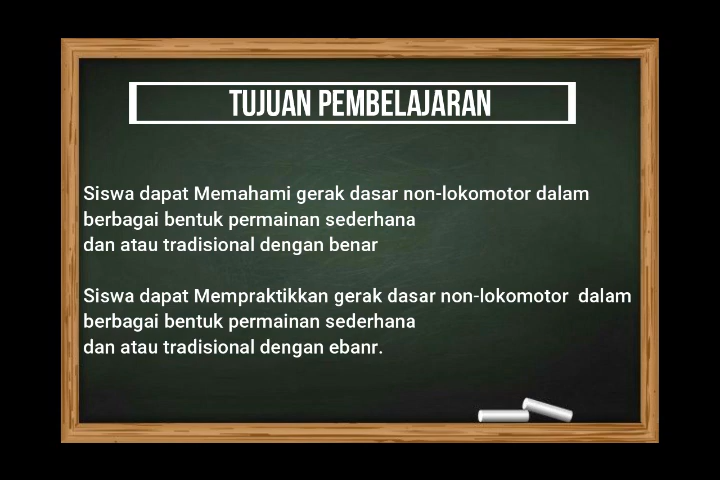 TUJUAN PEMBELAJARAN
Siswa dapat Memahami gerak dasar non-lokomotor dalam
berbagai bentuk permainan sederhana
dan atau tradisional dengan benar
Siswa dapat Mempraktikkan gerak dasar non-lokomotor  dalam
berbagai bentuk permainan sederhana
dan atau tradisional dengan ebanr.